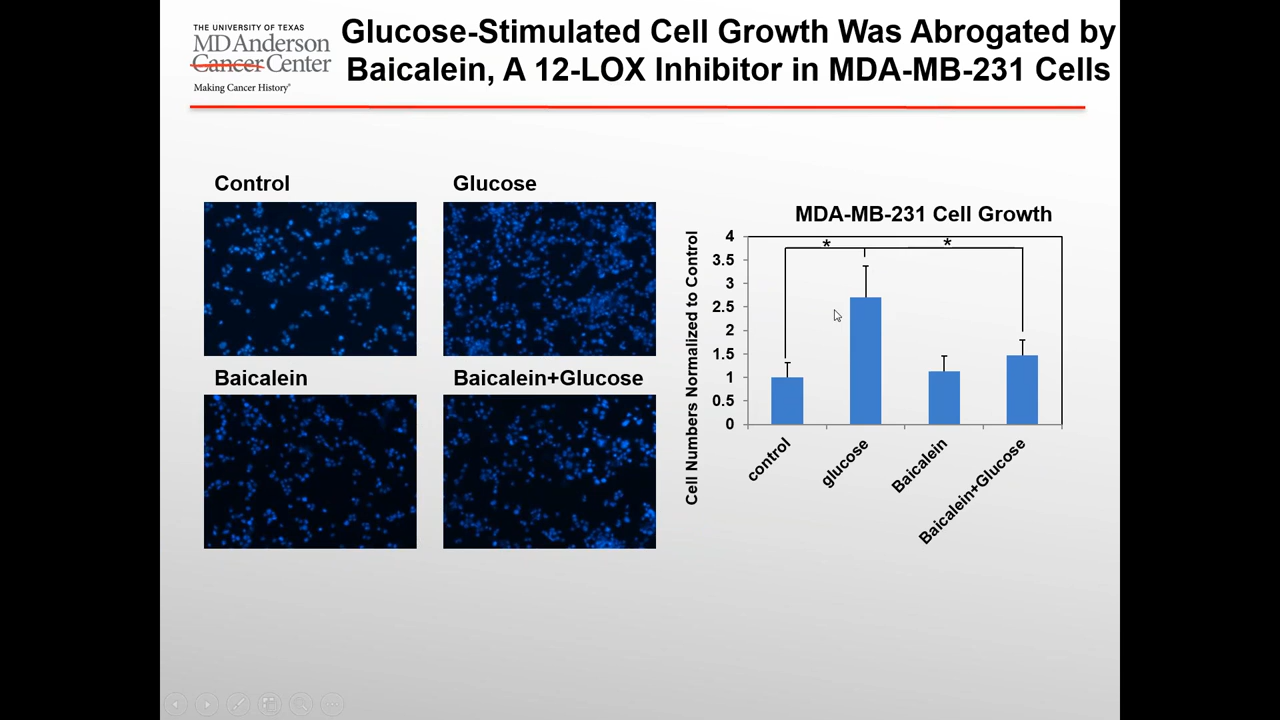 THE UNIVERSITY OF TEXAS
MD Anderson
Cancer Center
Making Cancer History®
Glucose-Stimulated Cell Growth Was Abrogated by
Baicalein, A 12-LOX Inhibitor in MDA-MB-231 Cells
Control
Glucose
Baicalein
Baicalein+Glucose
MDA-MB-231 Cell Growth
Cell Numbers Normalized to Control
4
3.5
3
2.5
2
1.5
1
0.5
0
*
*
control
glucose
Baicalein
Baicalein+Glucose